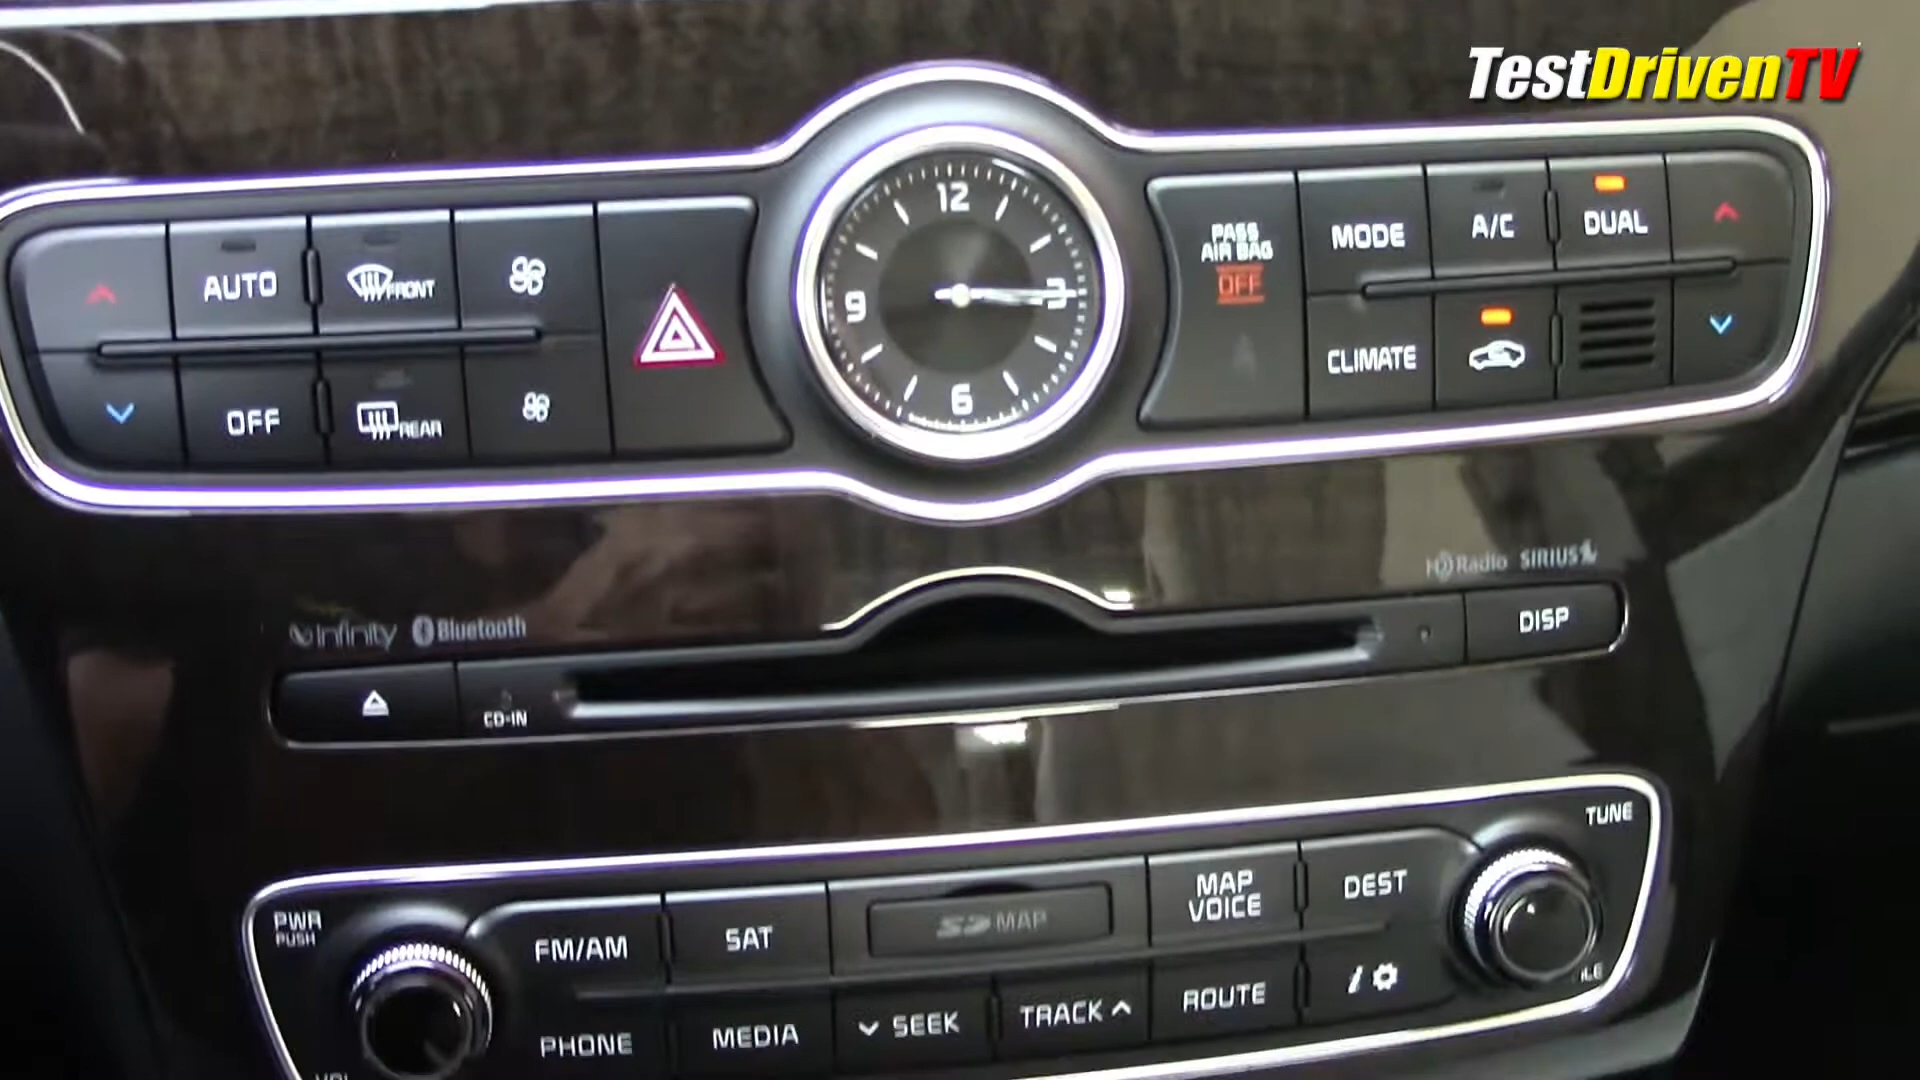 TestDrivenTV
12
9
3
6
AUTO
FRONT
OFF
REAR
PASS
AIR BAG
OFF
MODE
A/C
DUAL
CLIMATE
Infinity Bluetooth
HD Radio SIRIUS
CD-IN
DISP
PWR
PUSH
TUNE
FM/AM
SAT
SD MAP
MAP
VOICE
DEST
PHONE
MEDIA
SEEK
TRACK
ROUTE
i